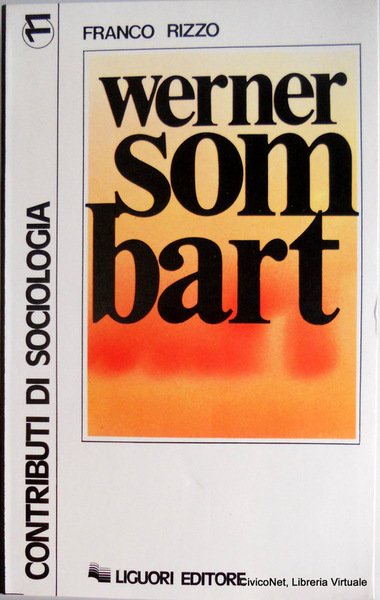 11
FRANCO RIZZO
werner
som
bart
CONTRIBUTI DI SOCIOLOGIA
LIGUORI EDITORE
CivicoNet, Libreria Virtuale